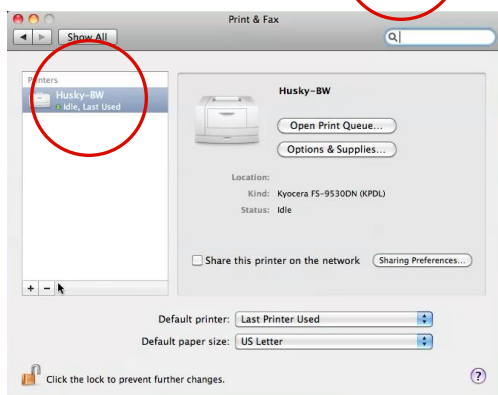 Print & Fax
Show All
Printers
Husky-BW
Idle, Last Used
Husky-BW
Open Print Queue...
Options & Supplies...
Location:
Kind: Kyocera FS-9530DN (KPDL)
Status: Idle
Share this printer on the network
Sharing Preferences...
+ -
Default printer: Last Printer Used
Default paper size: US Letter
Click the lock to prevent further changes.
?